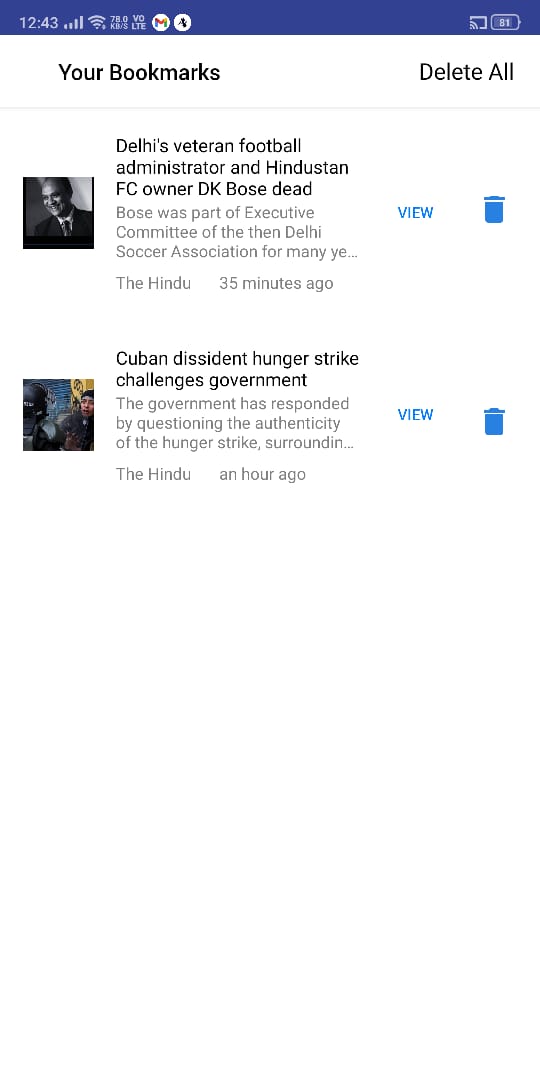 12:43 78.0 KB/S VO LTE 81
Your Bookmarks Delete All
Delhi's veteran football
administrator and Hindustan
FC owner DK Bose dead
Bose was part of Executive
Committee of the then Delhi
Soccer Association for many ye...
The Hindu 35 minutes ago
VIEW
Cuban dissident hunger strike
challenges government
The government has responded
by questioning the authenticity
of the hunger strike, surroundin...
The Hindu an hour ago
VIEW